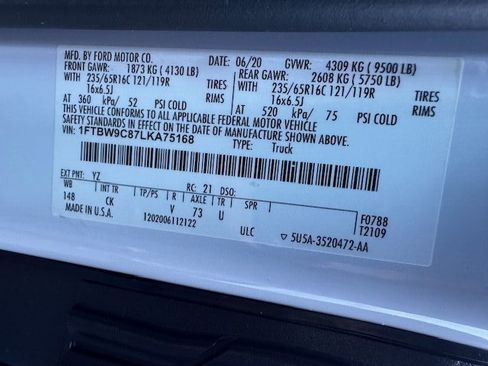 MFD. BY FORD MOTOR CO. DATE: 06/20 GVWR: 4309 KG ( 9500 LB)
FRONT GAWR: 1873 KG ( 4130 LB) REAR GAWR: 2608 KG ( 5750 LB)
WITH 235/65R16C 121/119R TIRES WITH 235/65R16C 121/119R TIRES
16x6.5J RIMS 16x6.5J RIMS
AT 360 kPa/ 52 PSI COLD AT 520 kPa/ 75 PSI COLD
THIS VEHICLE CONFORMS TO ALL APPLICABLE FEDERAL MOTOR VEHICLE
SAFETY STANDARDS IN EFFECT ON THE DATE OF MANUFACTURE SHOWN ABOVE.
VIN: 1FTBW9C87LKA75168 TYPE: Truck
EXT PNT: YZ RC: 21 DSO:
WB INT TR TP/PS R AXLE TR SPR
148 CK V 73 U F0788
T2109
MADE IN U.S.A. 1202006112122 ULC ▽ 5U5A-3520472-AA